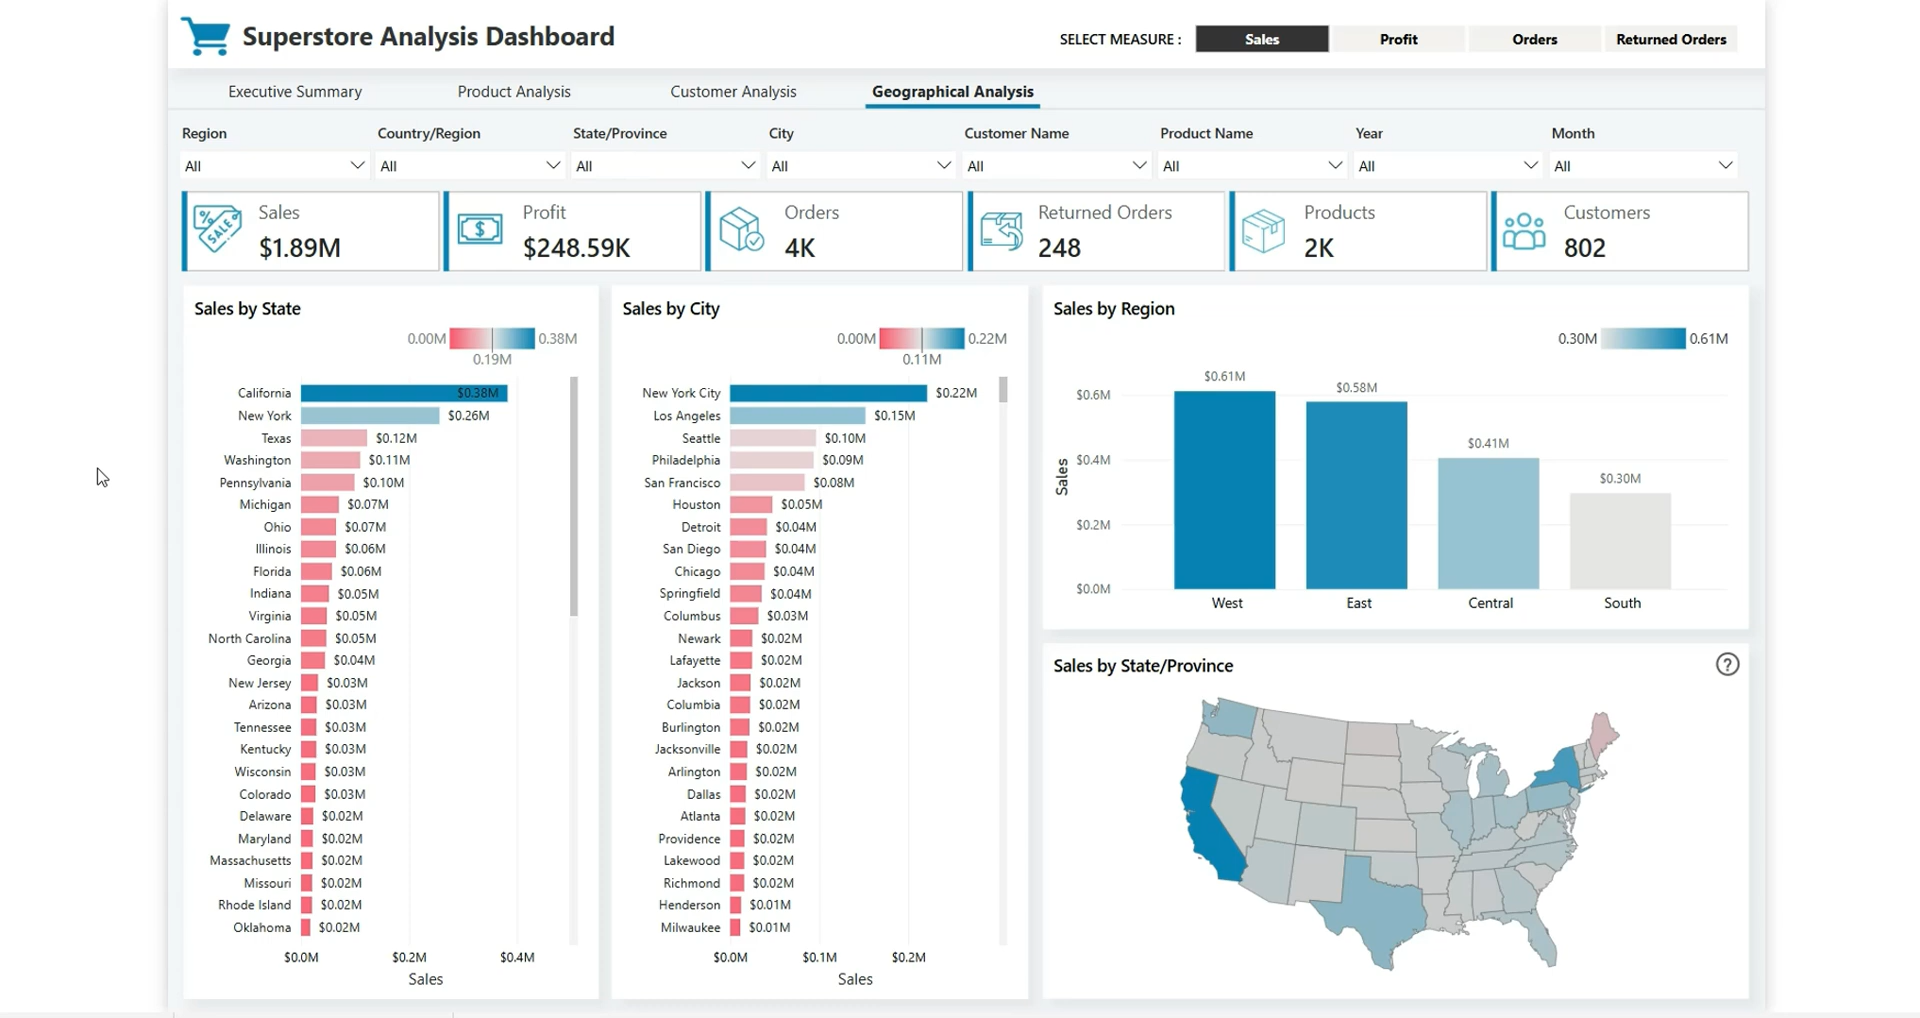 Superstore Analysis Dashboard
SELECT MEASURE : Sales Profit Orders Returned Orders
Executive Summary Product Analysis Customer Analysis Geographical Analysis
Region Country/Region State/Province City Customer Name Product Name Year Month
All All All All All All All All
Sales
$1.89M
Profit
$248.59K
Orders
4K
Returned Orders
248
Products
2K
Customers
802
% SALE
$
Sales by State
0.00M 0.38M
0.19M
California $0.38M
New York $0.26M
Texas $0.12M
Washington $0.11M
Pennsylvania $0.10M
Michigan $0.07M
Ohio $0.07M
Illinois $0.06M
Florida $0.06M
Indiana $0.05M
Virginia $0.05M
North Carolina $0.05M
Georgia $0.04M
New Jersey $0.03M
Arizona $0.03M
Tennessee $0.03M
Kentucky $0.03M
Wisconsin $0.03M
Colorado $0.03M
Delaware $0.02M
Maryland $0.02M
Massachusetts $0.02M
Missouri $0.02M
Rhode Island $0.02M
Oklahoma $0.02M
$0.0M $0.2M $0.4M
Sales
Sales by City
0.00M 0.22M
0.11M
New York City $0.22M
Los Angeles $0.15M
Seattle $0.10M
Philadelphia $0.09M
San Francisco $0.08M
Houston $0.05M
Detroit $0.04M
San Diego $0.04M
Chicago $0.04M
Springfield $0.04M
Columbus $0.03M
Newark $0.02M
Lafayette $0.02M
Jackson $0.02M
Columbia $0.02M
Burlington $0.02M
Jacksonville $0.02M
Arlington $0.02M
Dallas $0.02M
Atlanta $0.02M
Providence $0.02M
Lakewood $0.02M
Richmond $0.02M
Henderson $0.01M
Milwaukee $0.01M
$0.0M $0.1M $0.2M
Sales
Sales by Region
0.30M 0.61M
$0.61M
$0.58M
$0.41M
$0.30M
$0.6M
$0.4M
$0.2M
$0.0M
Sales
West East Central South
Sales by State/Province
?